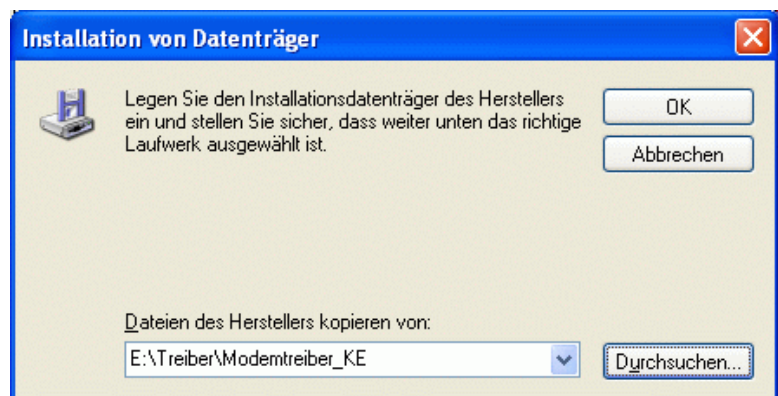 Installation von Datenträger
Legen Sie den Installationsdatenträger des Herstellers
ein und stellen Sie sicher, dass weiter unten das richtige
Laufwerk ausgewählt ist.
OK
Abbrechen
Dateien des Herstellers kopieren von:
E:\Treiber\Modemtreiber_KE
Durchsuchen...